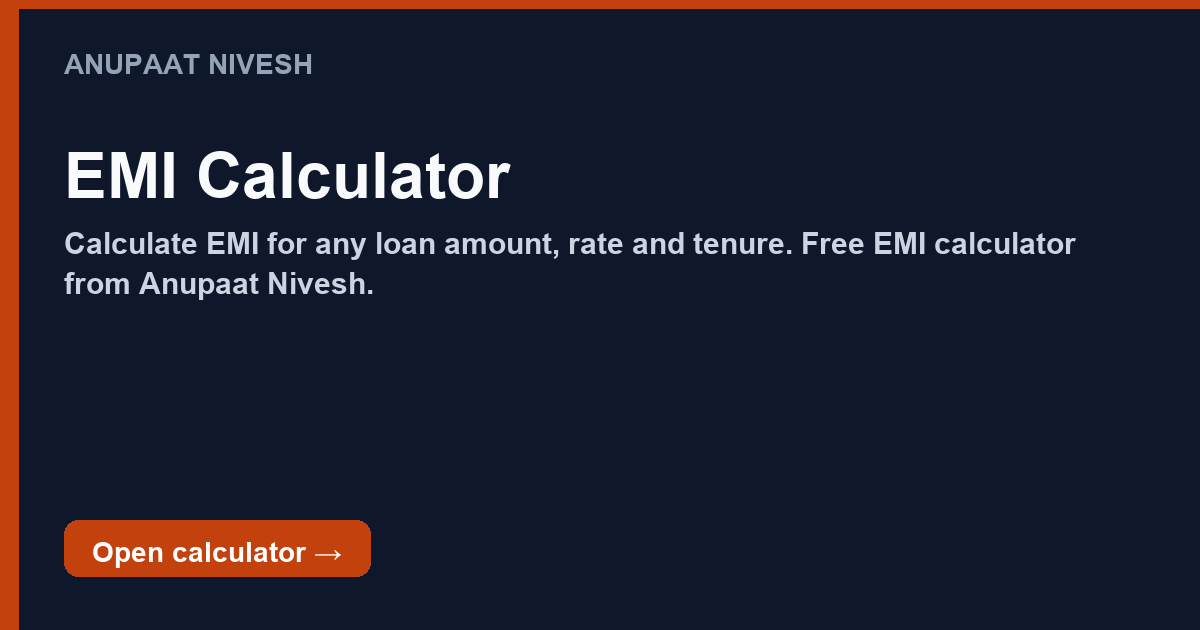 ANUPAAT NIVESH
EMI Calculator
Calculate EMI for any loan amount, rate and tenure. Free EMI calculator
from Anupaat Nivesh.
Open calculator →